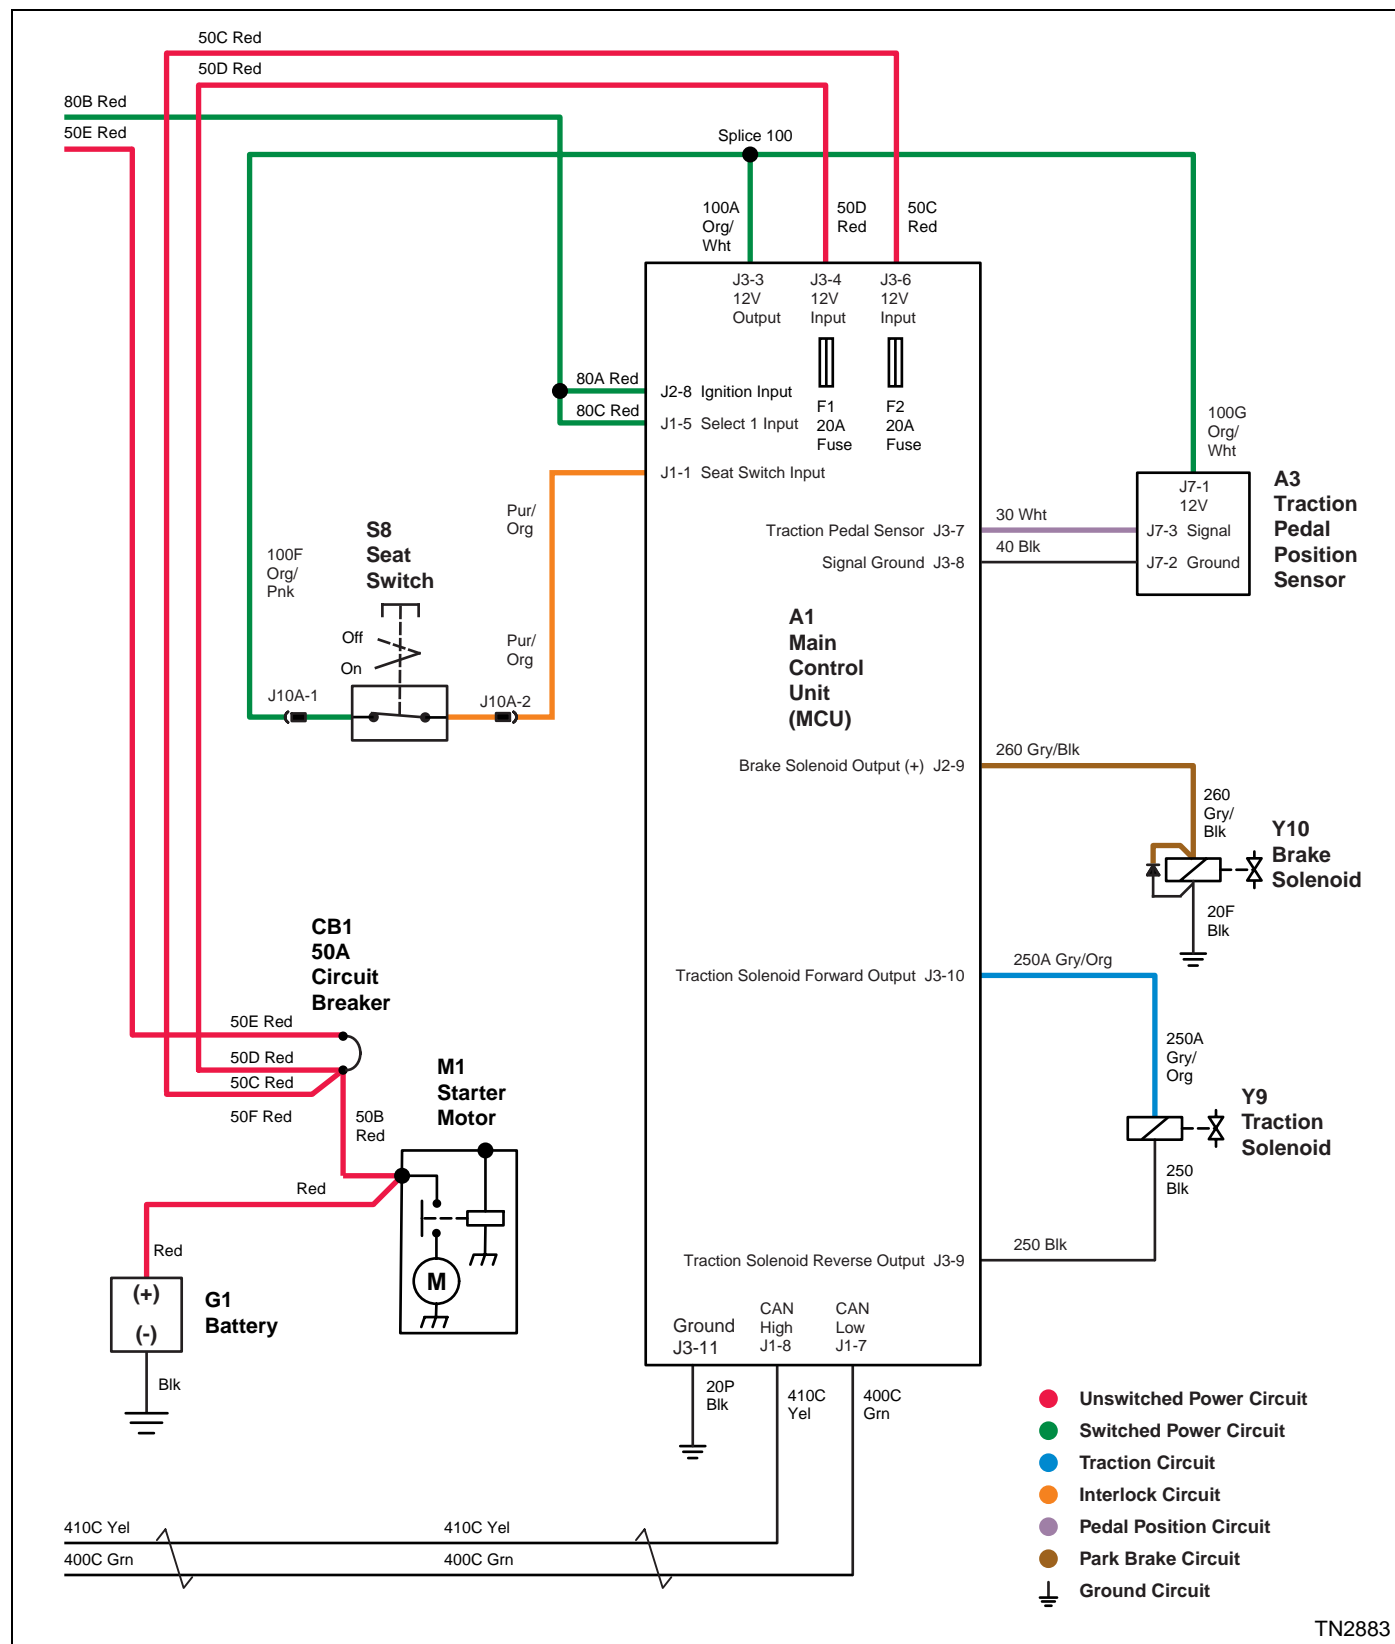 50C Red
50D Red
80B Red
50E Red
Splice 100
100A
Org/
Wht
50D
Red
50C
Red
J3-3
12V
Output
J3-4
12V
Input
J3-6
12V
Input
F1
20A
Fuse
F2
20A
Fuse
80A Red
80C Red
J2-8 Ignition Input
J1-5 Select 1 Input
J1-1 Seat Switch Input
100G
Org/
Wht
J7-1
12V
J7-3 Signal
J7-2 Ground
A3
Traction
Pedal
Position
Sensor
Traction Pedal Sensor J3-7
Signal Ground J3-8
30 Wht
40 Blk
Pur/
Org
S8
Seat
Switch
100F
Org/
Pnk
Off
On
Pur/
Org
J10A-1
J10A-2
A1
Main
Control
Unit
(MCU)
Brake Solenoid Output (+) J2-9
260 Gry/Blk
260
Gry/
Blk
Y10
Brake
Solenoid
20F
Blk
CB1
50A
Circuit
Breaker
Traction Solenoid Forward Output J3-10
250A Gry/Org
250A
Gry/
Org
50E Red
50D Red
50C Red
50F Red
50B
Red
M1
Starter
Motor
Y9
Traction
Solenoid
250
Blk
Red
Red
(+)
(-)
G1
Battery
Blk
M
Traction Solenoid Reverse Output J3-9
250 Blk
Ground
J3-11
CAN
High
J1-8
CAN
Low
J1-7
20P
Blk
410C
Yel
400C
Grn
410C Yel
410C Yel
400C Grn
400C Grn
Unswitched Power Circuit
Switched Power Circuit
Traction Circuit
Interlock Circuit
Pedal Position Circuit
Park Brake Circuit
Ground Circuit
TN2883